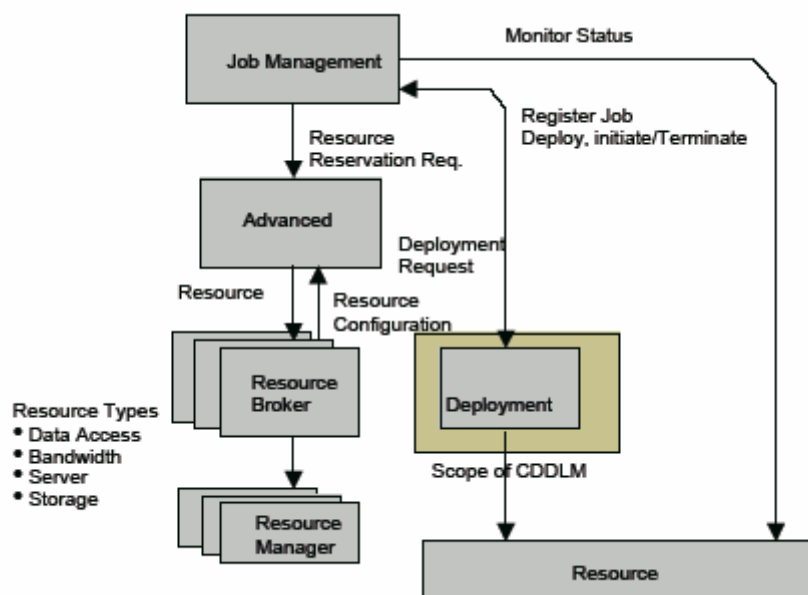 Monitor Status
Job Management
Register Job
Deploy, initiate/Terminate
Resource
Reservation Req.
Advanced
Deployment
Request
Resource
Resource
Configuration
Resource
Broker
Deployment
Resource Types
• Data Access
• Bandwidth
• Server
• Storage
Scope of CDDLM
Resource
Manager
Resource